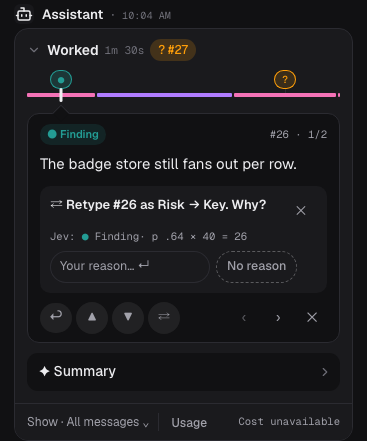 Assistant · 10:04 AM
Worked 1m 30s ? #27
?
Finding #26 · 1/2
The badge store still fans out per row.
⇄ Retype #26 as Risk → Key. Why? ×
Jev: ● Finding· p .64 × 40 = 26
Your reason… ↵ No reason
↩ ▲ ▼ ⇄ ‹ › ×
✦ Summary ›
Show · All messages ⌄ Usage Cost unavailable